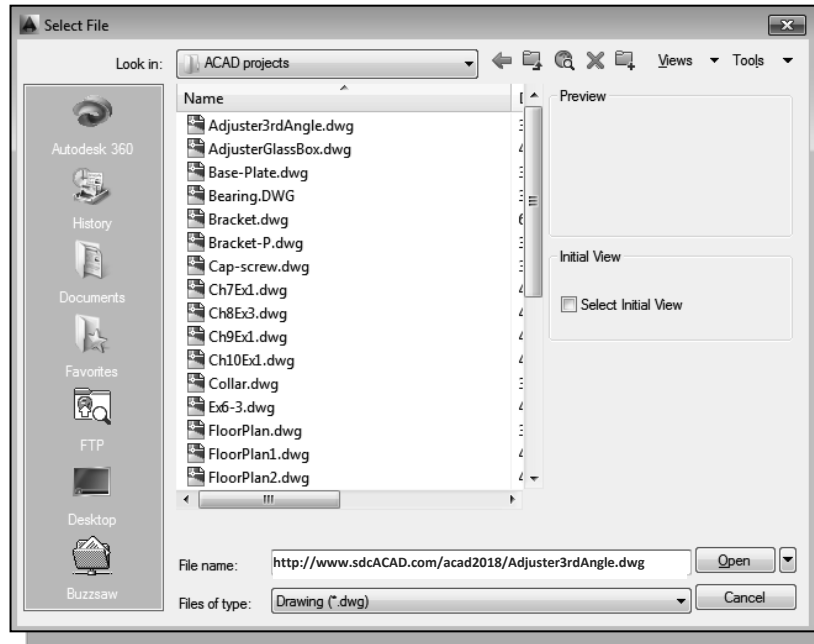 Select File
Look in: ACAD projects Views Tools
Autodesk 360
History
Documents
Favorites
FTP
Desktop
Buzzsaw
Name
Adjuster3rdAngle.dwg
AdjusterGlassBox.dwg
Base-Plate.dwg
Bearing.DWG
Bracket.dwg
Bracket-P.dwg
Cap-screw.dwg
Ch7Ex1.dwg
Ch8Ex3.dwg
Ch9Ex1.dwg
Ch10Ex1.dwg
Collar.dwg
Ex6-3.dwg
FloorPlan.dwg
FloorPlan1.dwg
FloorPlan2.dwg
Preview
Initial View
Select Initial View
File name: http://www.sdcACAD.com/acad2018/Adjuster3rdAngle.dwg Open
Files of type: Drawing (*.dwg) Cancel